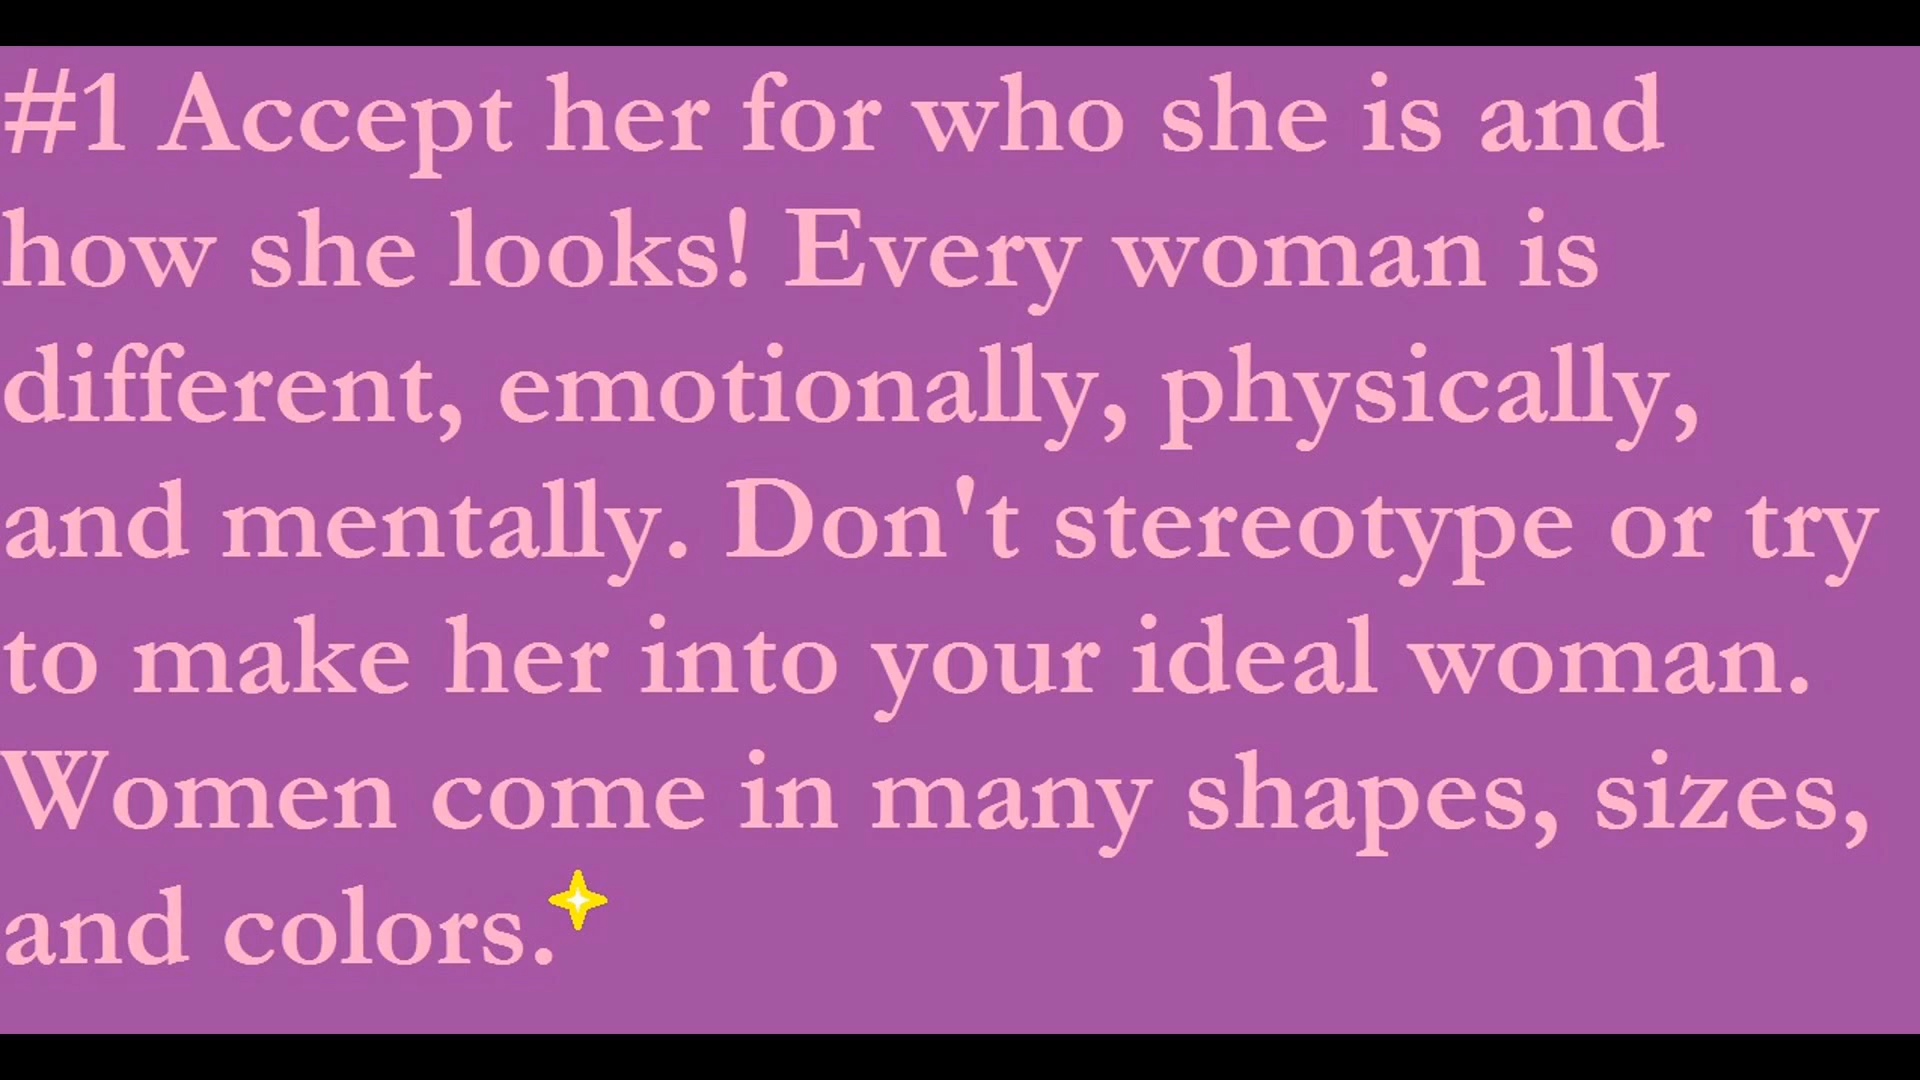 #1 Accept her for who she is and
how she looks! Every woman is
different, emotionally, physically,
and mentally. Don't stereotype or try
to make her into your ideal woman.
Women come in many shapes, sizes,
and colors.